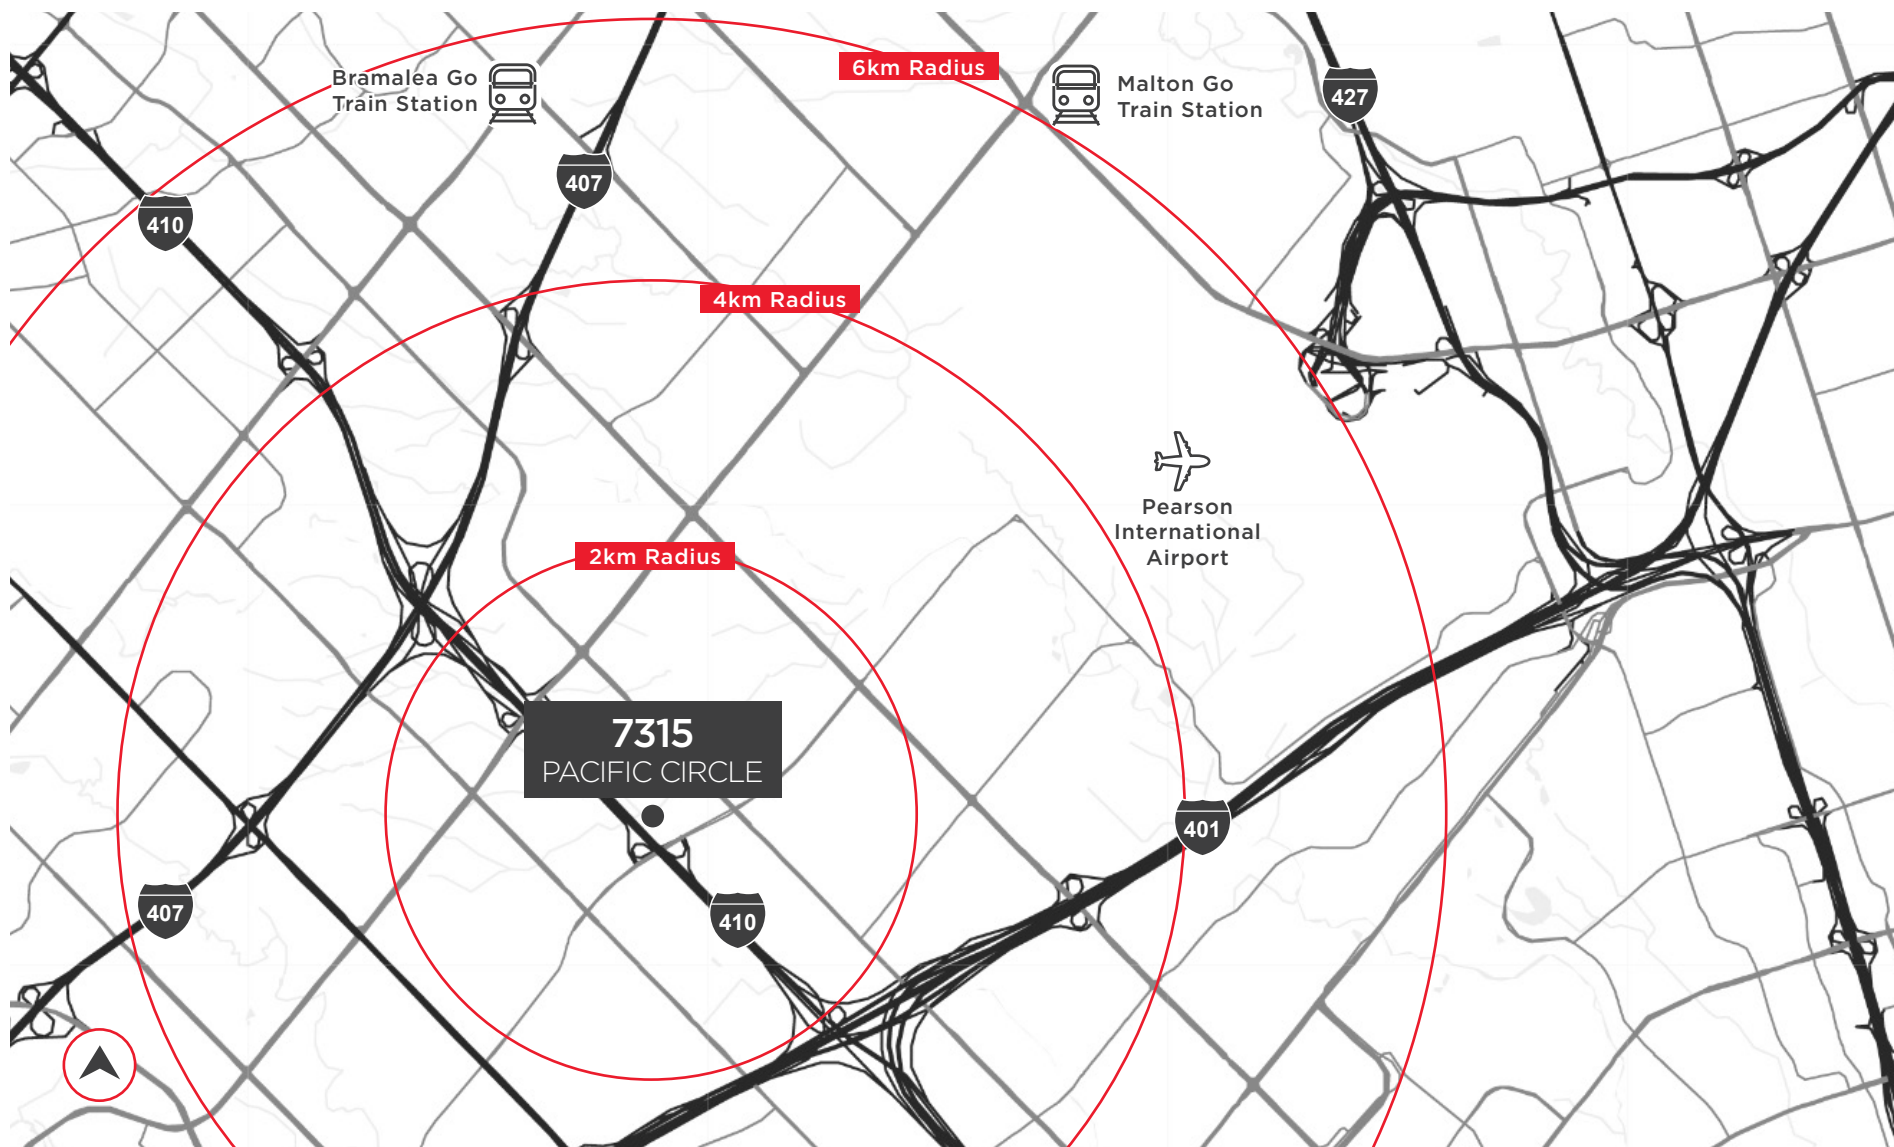 6km Radius
Bramalea Go
Train Station
Malton Go
Train Station
427
407
410
4km Radius
Pearson
International
Airport
2km Radius
7315
PACIFIC CIRCLE
401
407
410